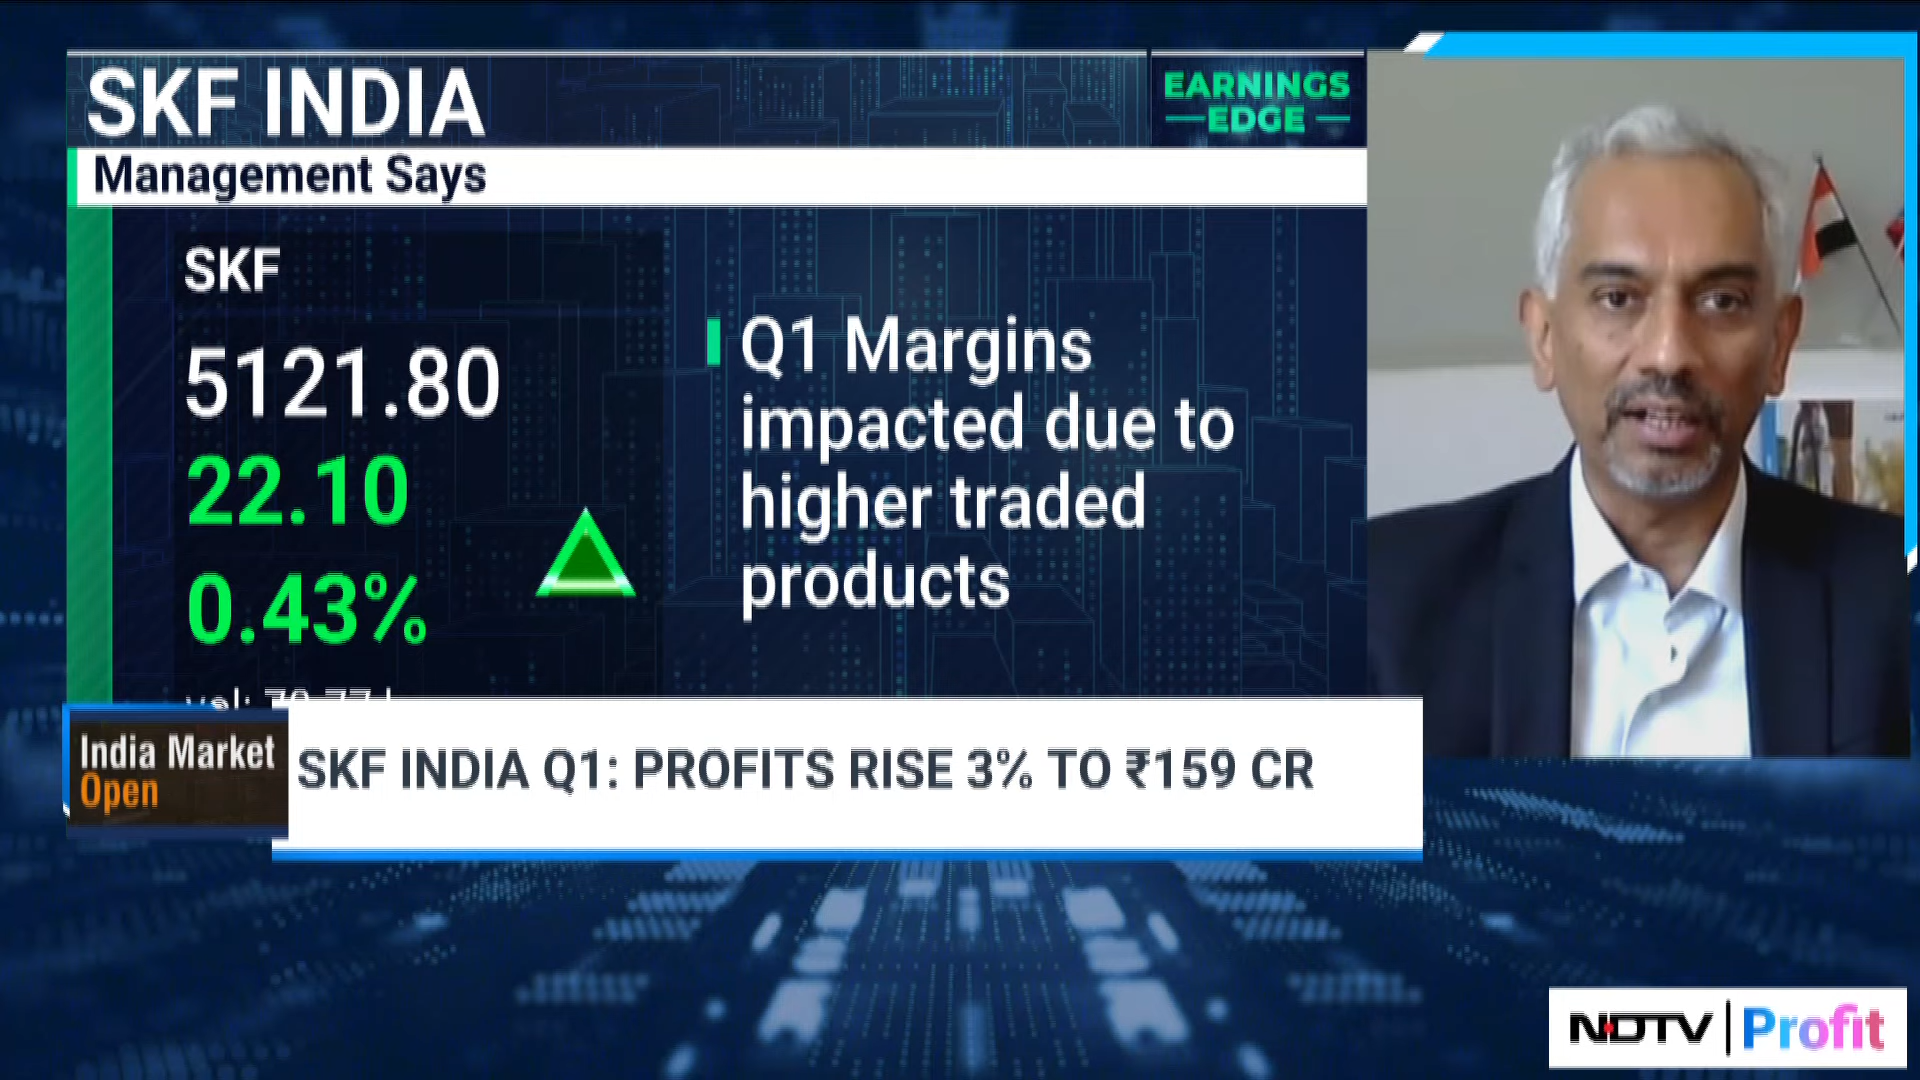 SKF INDIA
EARNINGS
EDGE
Management Says
SKF
5121.80
22.10
0.43%
Q1 Margins
impacted due to
higher traded
products
India Market
Open
SKF INDIA Q1: PROFITS RISE 3% TO ₹159 CR
NDTV Profit